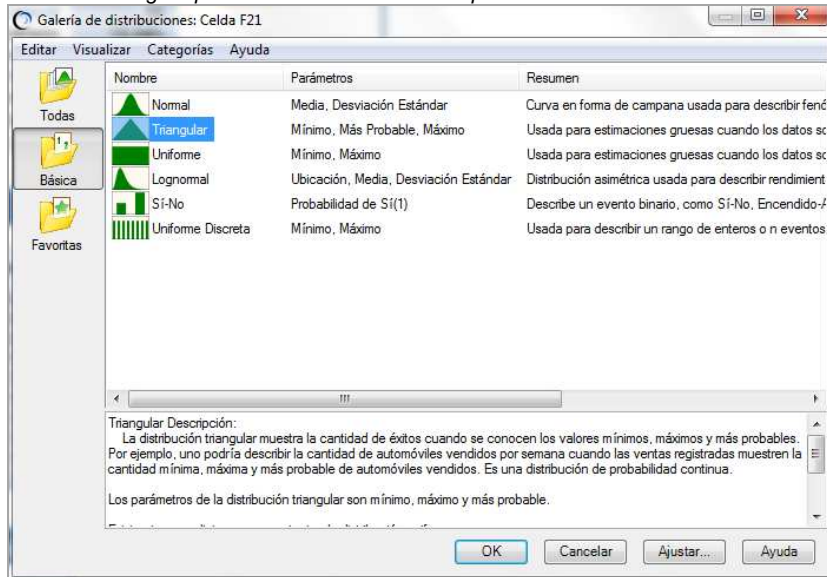 Galería de distribuciones: Celda F21
Editar Visualizar Categorías Ayuda
Nombre Parámetros Resumen
Todas
Básica
Favoritas
Normal Media, Desviación Estándar Curva en forma de campana usada para describir fenó
Triangular Mínimo, Más Probable, Máximo Usada para estimaciones gruesas cuando los datos so
Uniforme Mínimo, Máximo Usada para estimaciones gruesas cuando los datos so
Lognormal Ubicación, Media, Desviación Estándar Distribución asimétrica usada para describir rendimient
Sí-No Probabilidad de Sí(1) Describe un evento binario, como Sí-No, Encendido-A
Uniforme Discreta Mínimo, Máximo Usada para describir un rango de enteros o n eventos
Triangular Descripción:
La distribución triangular muestra la cantidad de éxitos cuando se conocen los valores mínimos, máximos y más probables.
Por ejemplo, uno podría describir la cantidad de automóviles vendidos por semana cuando las ventas registradas muestren la
cantidad mínima, máxima y más probable de automóviles vendidos. Es una distribución de probabilidad continua.
Los parámetros de la distribución triangular son mínimo, máximo y más probable.
OK Cancelar Ajustar... Ayuda